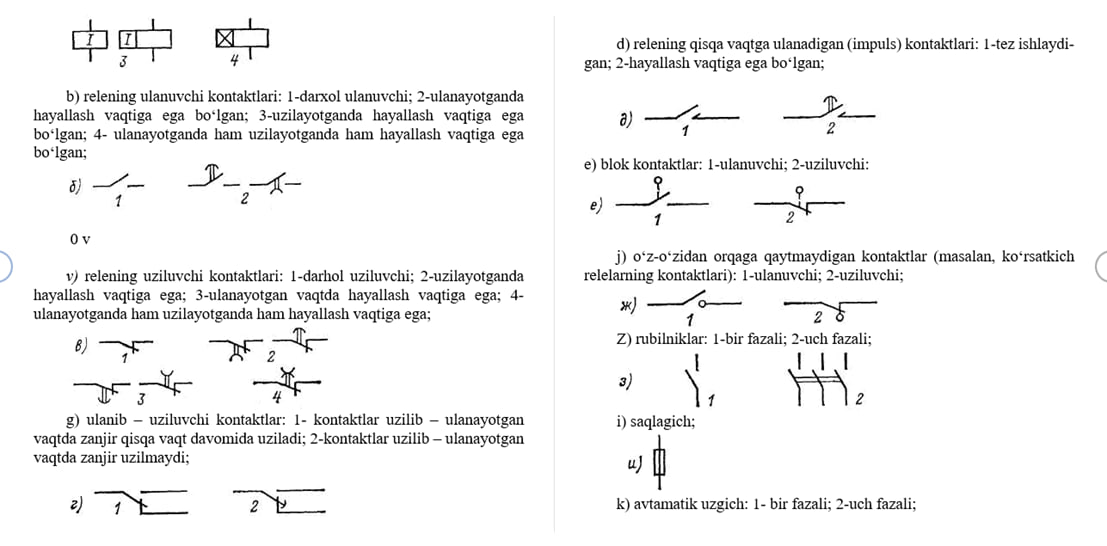 I I
3 4
b) relening ulanuvchi kontaktlari: 1-darxol ulanuvchi; 2-ulanayotganda
hayallash vaqtiga ega bo‘lgan; 3-uzilayotganda hayallash vaqtiga ega
bo‘lgan; 4- ulanayotganda ham uzilayotganda ham hayallash vaqtiga ega
bo‘lgan;
б)
1 2
0 v
v) relening uziluvchi kontaktlari: 1-darhol uziluvchi; 2-uzilayotganda
hayallash vaqtiga ega; 3-ulanayotgan vaqtda hayallash vaqtiga ega; 4-
ulanayotganda ham uzilayotganda ham hayallash vaqtiga ega;
в)
1 2
3 4
g) ulanib – uziluvchi kontaktlar: 1- kontaktlar uzilib – ulanayotgan
vaqtda zanjir qisqa vaqt davomida uziladi; 2-kontaktlar uzilib – ulanayotgan
vaqtda zanjir uzilmaydi;
г) 1 2
d) relening qisqa vaqtga ulanadigan (impuls) kontaktlari: 1-tez ishlaydi-
gan; 2-hayallash vaqtiga ega bo‘lgan;
д)
1 2
e) blok kontaktlar: 1-ulanuvchi; 2-uziluvchi:
е)
1 2
j) o‘z-o‘zidan orqaga qaytmaydigan kontaktlar (masalan, ko‘rsatkich
relelarning kontaktlari): 1-ulanuvchi; 2-uziluvchi;
ж)
1 2
Z) rubilniklar: 1-bir fazali; 2-uch fazali;
з)
1 2
i) saqlagich;
и)
k) avtamatik uzgich: 1- bir fazali; 2-uch fazali;